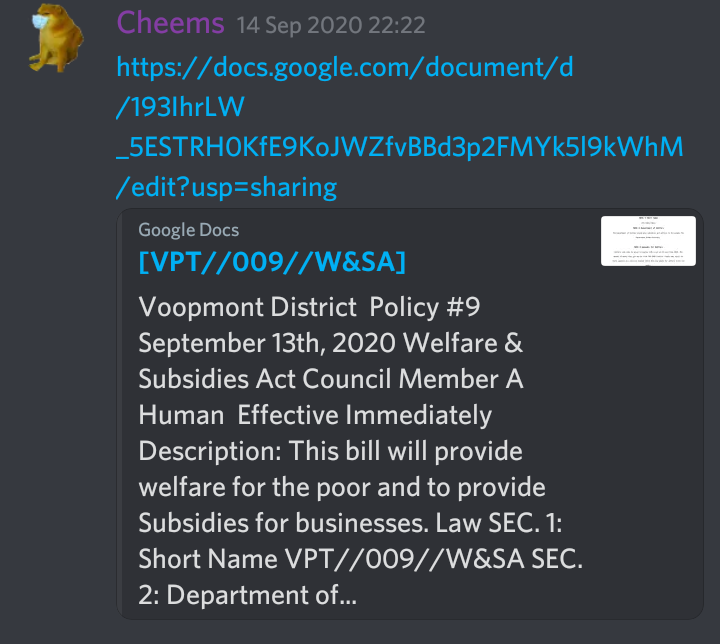 Cheems 14 Sep 2020 22:22
https://docs.google.com/document/d
/193IhrLW
_5ESTRH0KfE9KoJWZfvBBd3p2FMYk5l9kWhM
/edit?usp=sharing
Google Docs
[VPT//009//W&SA]
Voopmont District Policy #9
September 13th, 2020 Welfare &
Subsidies Act Council Member A
Human Effective Immediately
Description: This bill will provide
welfare for the poor and to provide
Subsidies for businesses. Law SEC. 1:
Short Name VPT//009//W&SA SEC.
2: Department of...